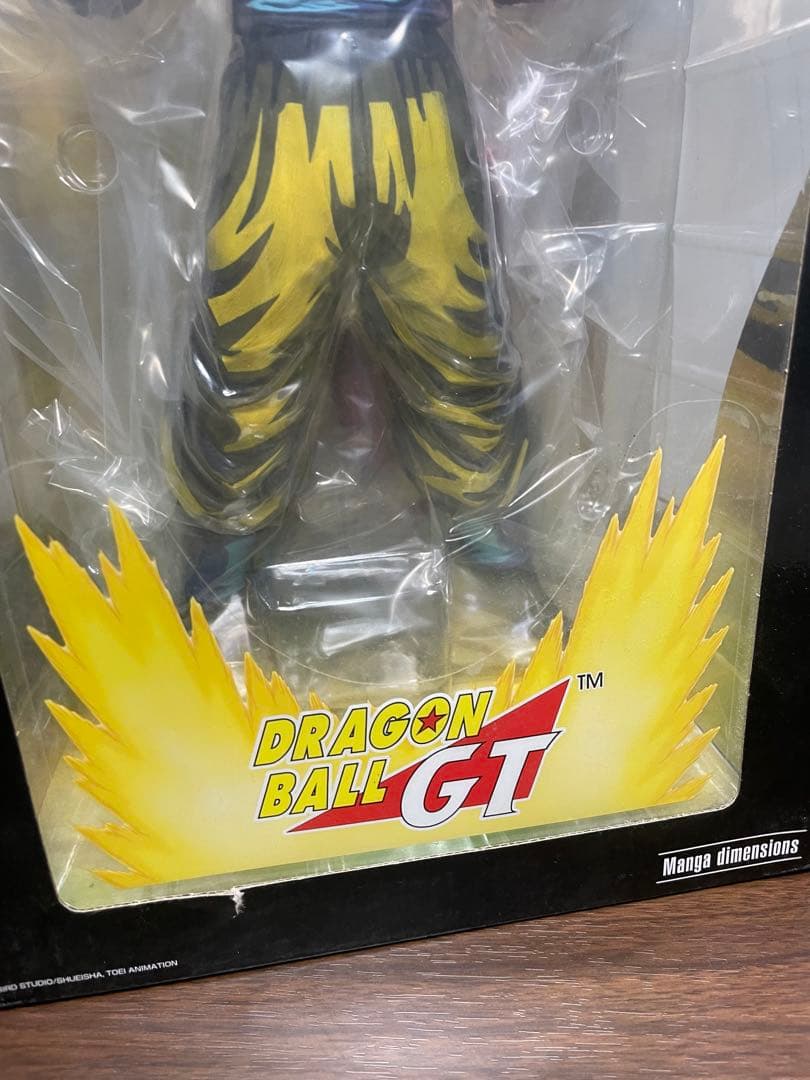 DRAGON
BALL GT
TM
Manga dimensions
BIRD STUDIO/SHUEISHA, TOEI ANIMATION